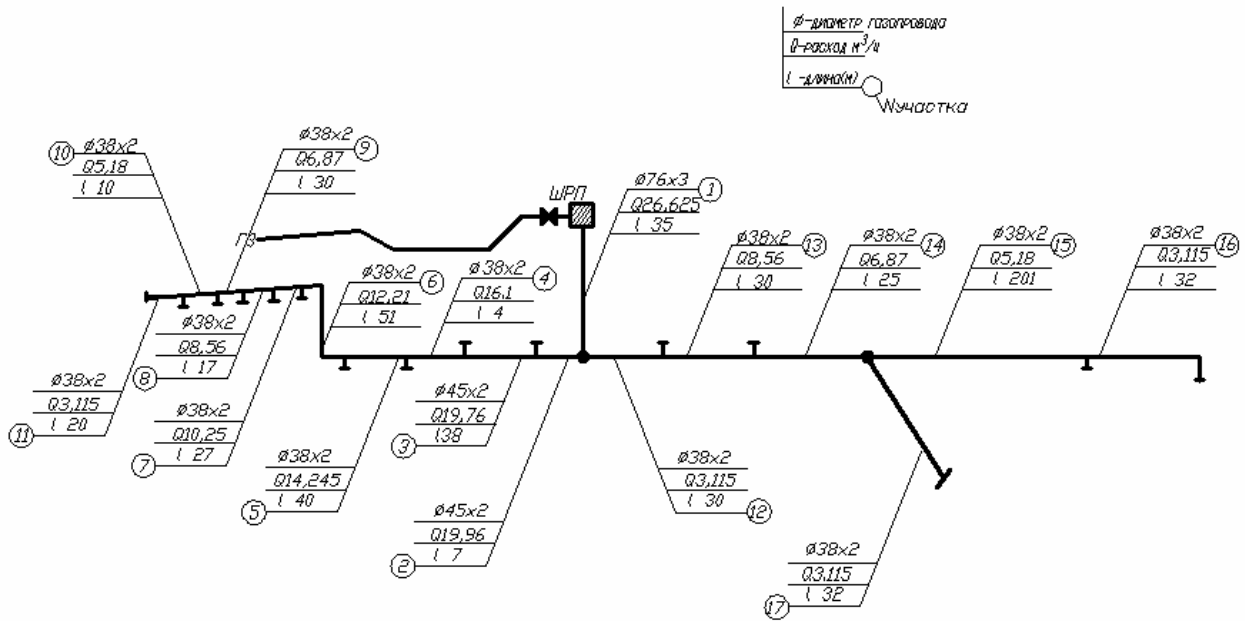 Ø-диаметр газопровода
Q-расход м³/ч
l -длина(м)
Nучастка
10
Ø38x2
Q5,18
l 10
Ø38x2
9
Q6,87
l 30
ГЗ
ШРП
Ø76x3
1
Q26,625
l 35
Ø38x2
6
Q12,21
l 51
Ø38x2
4
Q16.1
l 4
Ø38x2
13
Q8,56
l 30
Ø38x2
14
Q6,87
l 25
Ø38x2
15
Q5,18
l 201
Ø38x2
16
Q3,115
l 32
Ø38x2
Q8,56
l 17
8
Ø38x2
Q3,115
l 20
11
Ø38x2
Q10,25
l 27
7
Ø38x2
Q14,245
l 40
5
Ø45x2
Q19,76
l38
3
Ø45x2
Q19,96
l 7
2
Ø38x2
Q3,115
l 30
12
Ø38x2
Q3.115
l 32
17